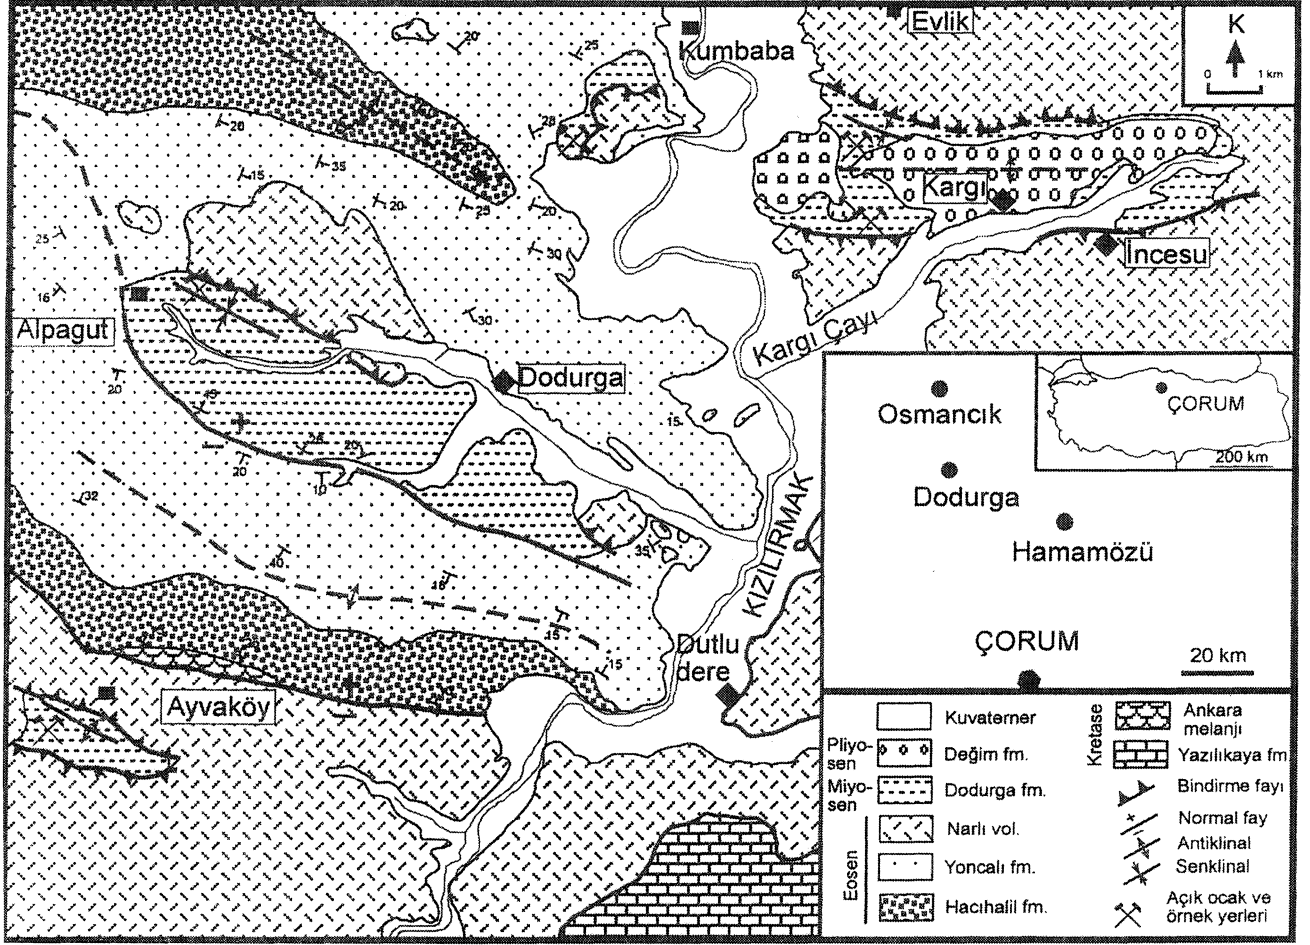 Evlik
Kumbaba
K
0 1 km
20
25
28
20
35
15
20
25
20
30
25
16
30
Kargı
İncesu
Kargı Çayı
Alpagut
Dodurga
20
15
20
20
10
32
40
15
35
15
KIZILIRMAK
Dutlu
dere
Ayvaköy
Osmancık
Dodurga
Hamamözü
ÇORUM
20 km
ÇORUM
200 km
Kuvaterner
Pliyo-
sen
Değim fm.
Miyo-
sen
Dodurga fm.
Eosen
Narlı vol.
Yoncalı fm.
Hacıhalil fm.
Kretase
Ankara
melanjı
Yazılıkaya fm.
Bindirme fayı
Normal fay
Antiklinal
Senklinal
Açık ocak ve
örnek yerleri